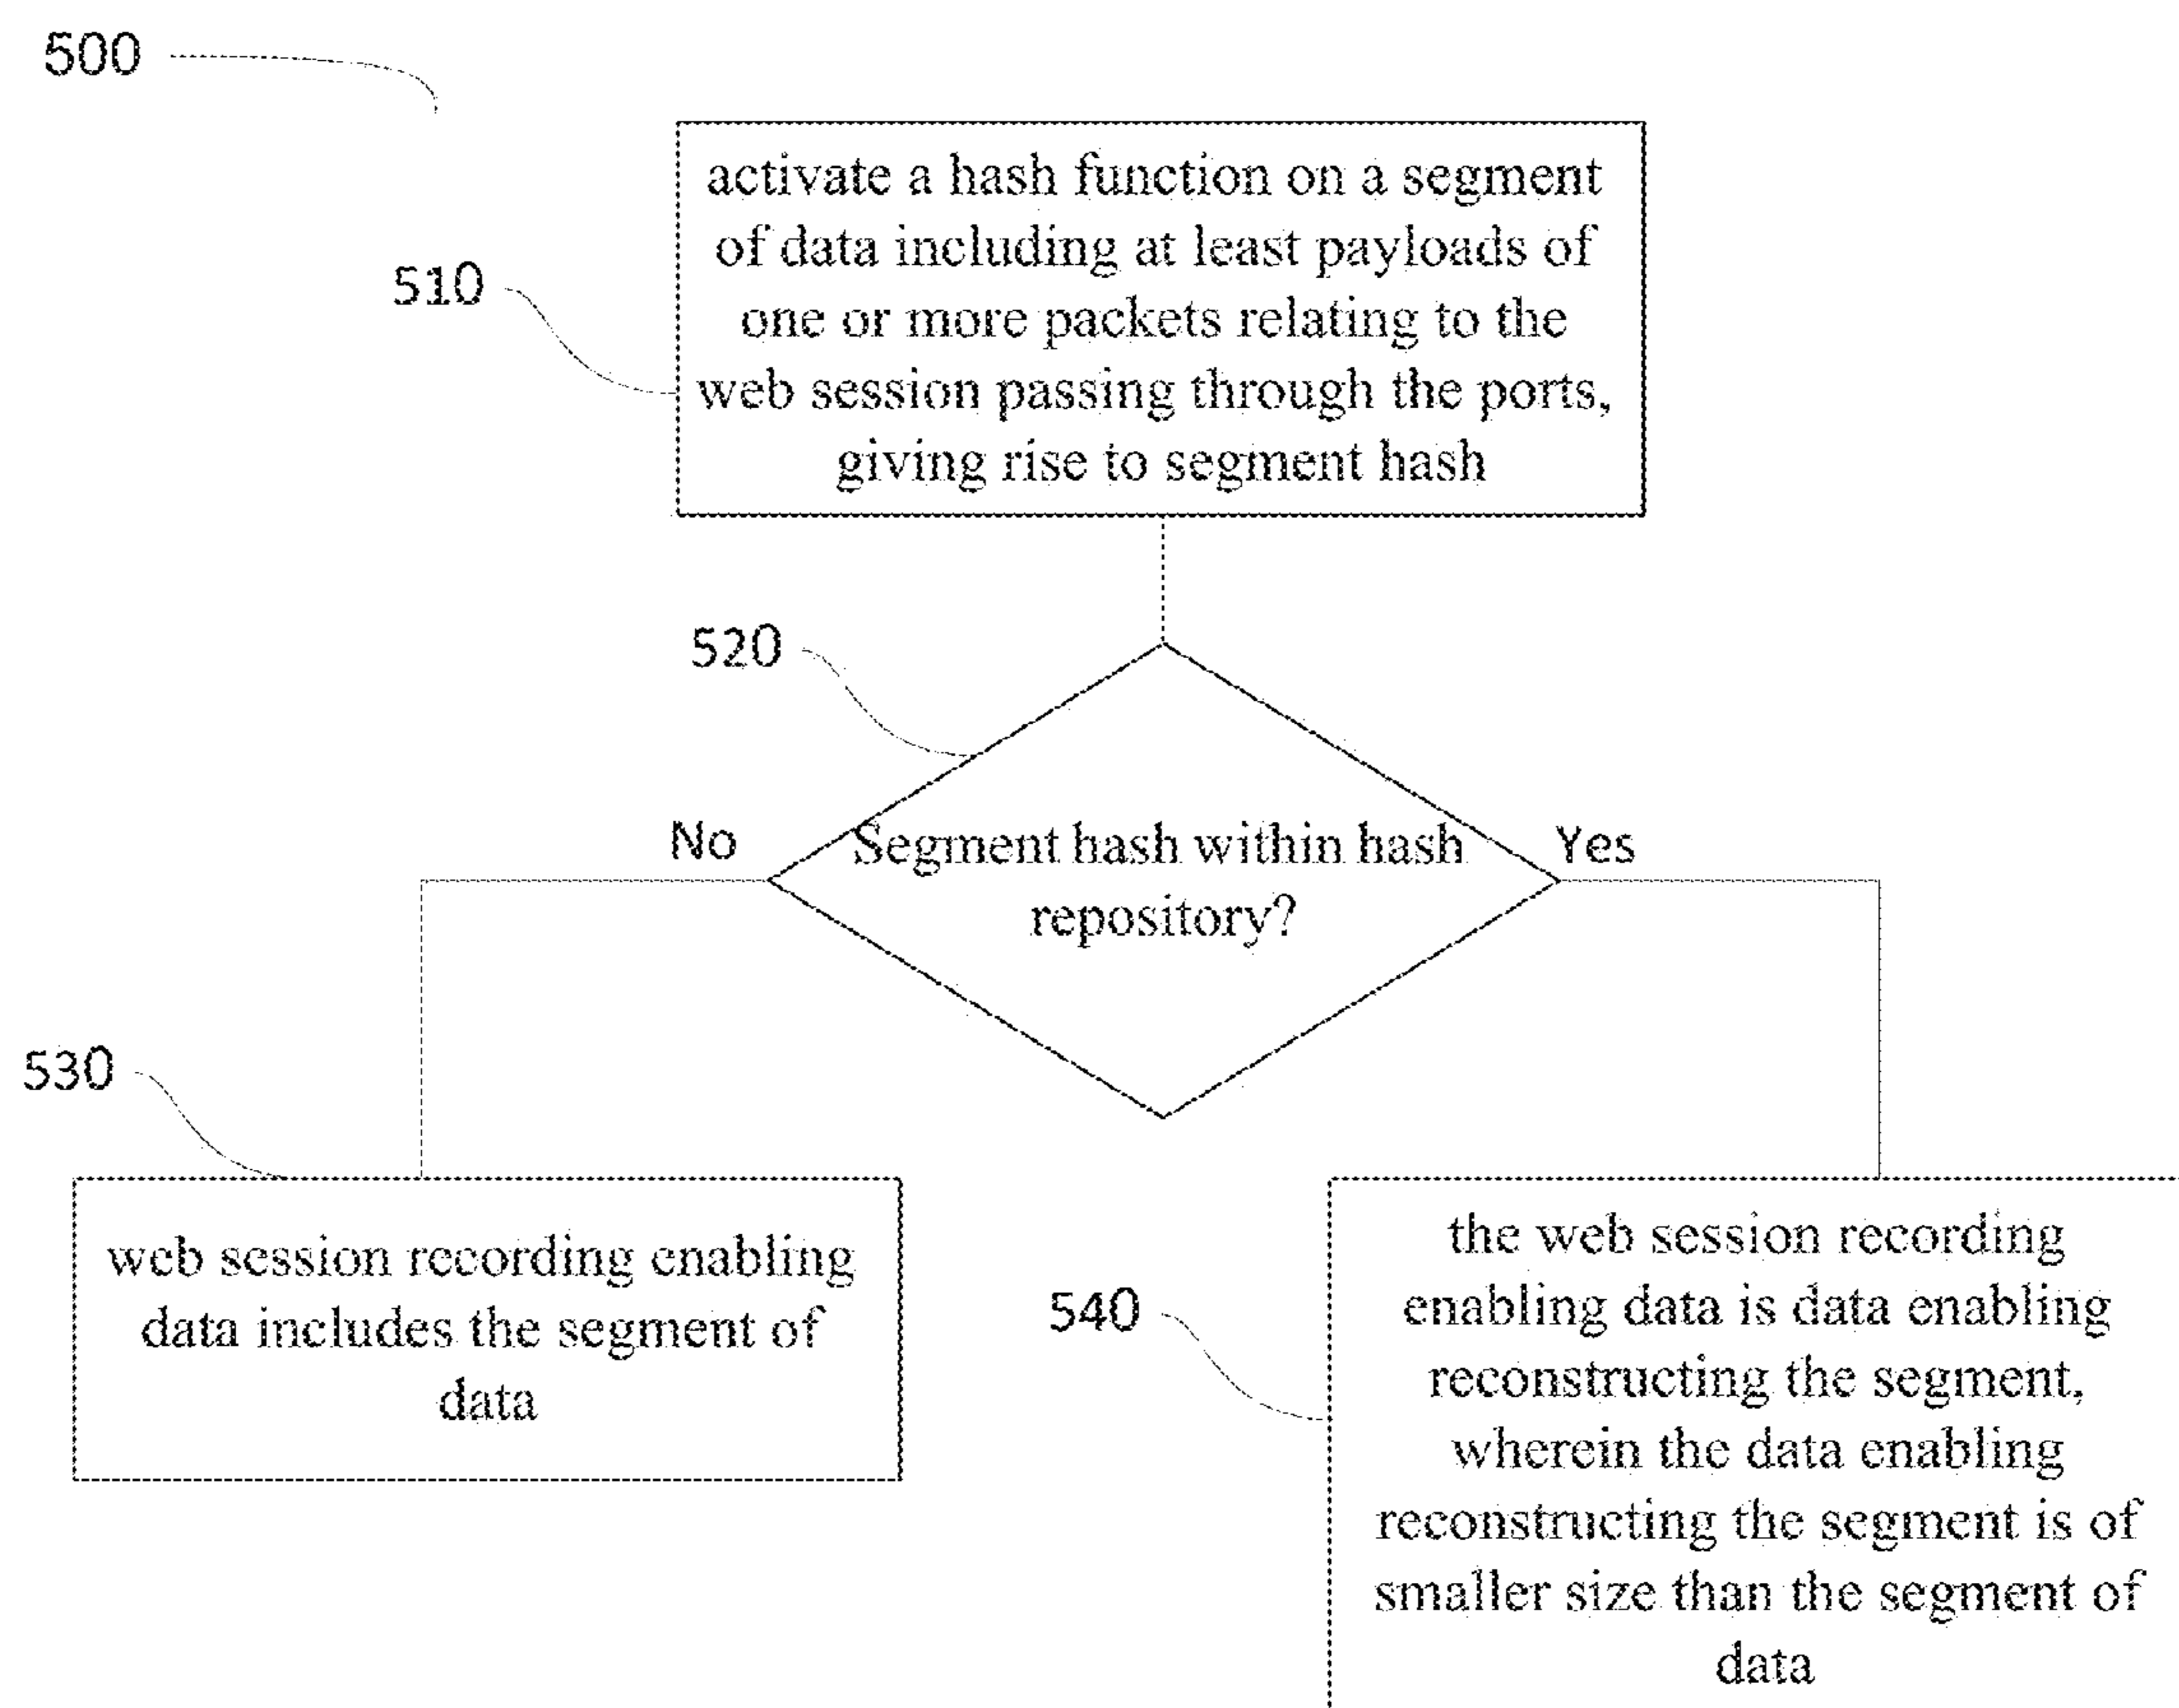 500
activate a hash function on a segment
of data including at least payloads of
510
one or more packets relating to the
web session passing through the ports,
giving rise to segment hash
520
No
Segment hash within hash
Yes
repository?
530
web session recording enabling
data includes the segment of
data
540
the web session recording
enabling data is data enabling
reconstructing the segment,
wherein the data enabling
reconstructing the segment is of
smaller size than the segment of
data